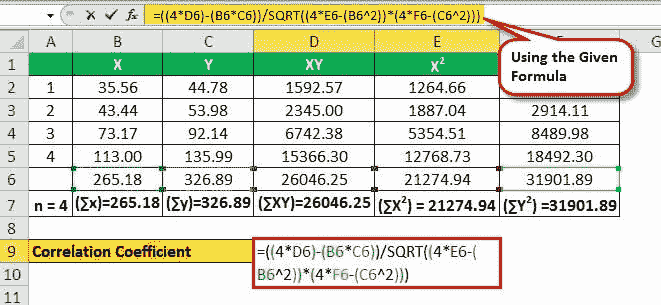 fx =((4*D6)-(B6*C6))/SQRT((4*E6-(B6^2))*(4*F6-(C6^2)))
Using the Given
Formula
A B C D E G
1 X Y XY X²
2 1 35.56 44.78 1592.57 1264.66
3 2 43.44 53.98 2345.00 1887.04 2914.11
4 3 73.17 92.14 6742.38 5354.51 8489.98
5 4 113.00 135.99 15366.30 12768.73 18492.30
6 265.18 326.89 26046.25 21274.94 31901.89
7 n = 4 (∑x)=265.18 (∑y)=326.89 (∑XY)=26046.25 (∑X²) = 21274.94 (∑Y²) =31901.89
8
9 Correlation Coefficient =((4*D6)-(B6*C6))/SQRT((4*E6-(
10 B6^2))*(4*F6-(C6^2)))